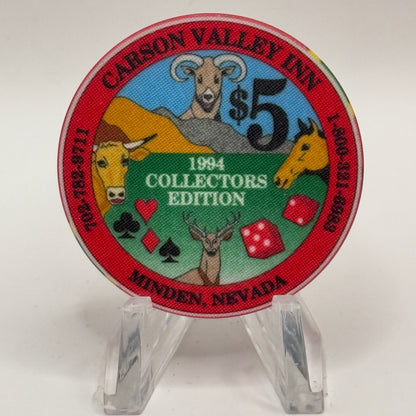 CARSON VALLEY INN
$5
1994
COLLECTORS
EDITION
702-782-9711
1-800-321-6983
MINDEN, NEVADA